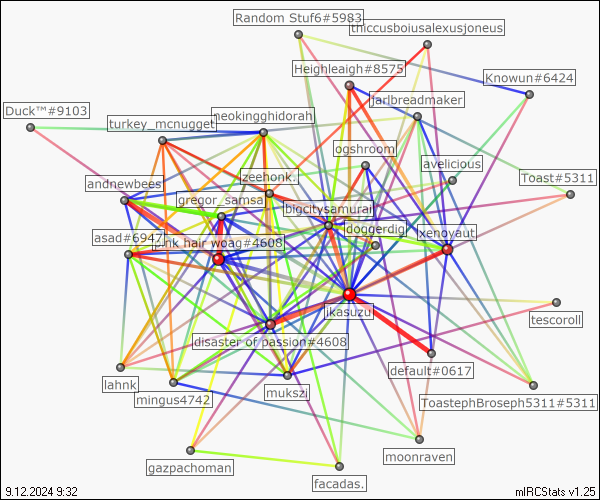 Random Stuf6#5983
thiccusboiusalexusjoneus
Heighleaigh#8575
Knowun#6424
jarlbreadmaker
Duck™#9103
neokingghidorah
turkey_mcnugget
ogshroom
avelicious
zeehonk.
Toast#5311
andnewbees
gregor_samsa
bigcitysamurai
doggerdig
xenoyaut
asad#6947
pink hair woag#4608
jkasuzu
tescoroll
disaster of passion#4608
default#0617
lahnk
mingus4742
mukszi
ToastephBroseph5311#5311
moonraven
gazpachoman
facadas.
9.12.2024 9:32
mIRCStats v1.25